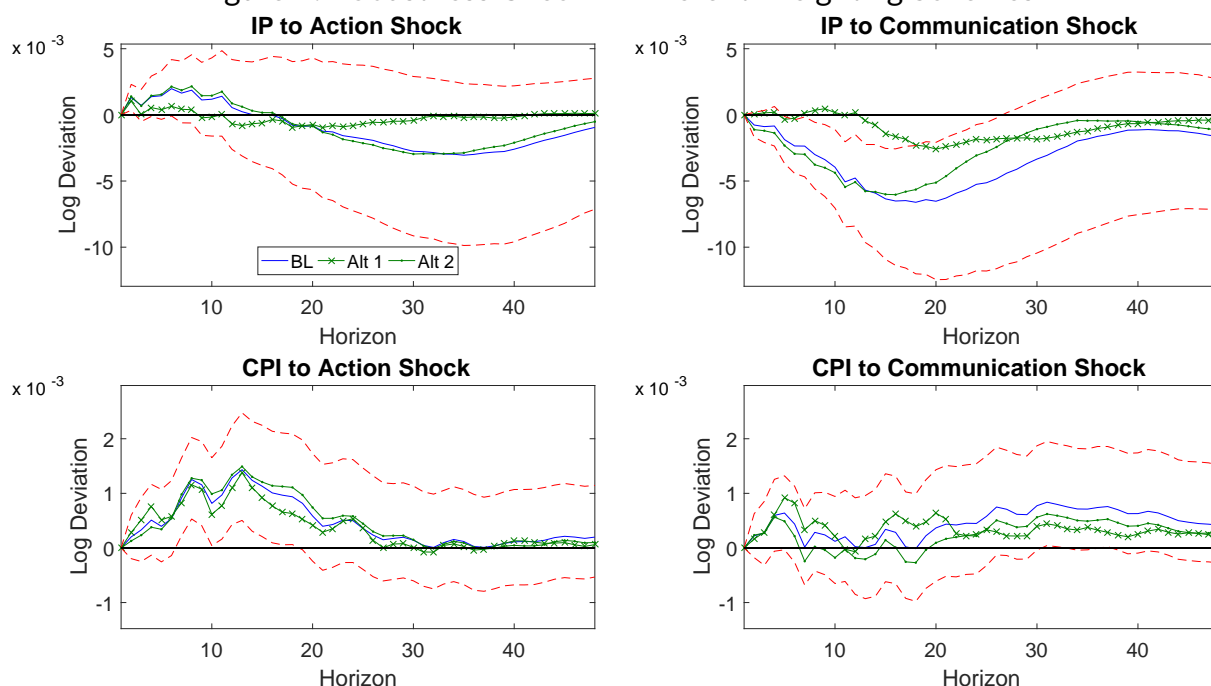 IP to Action Shock
x 10 -3
5
0
-5
-10
Log Deviation
BL Alt 1 Alt 2
10 20 30 40
Horizon
IP to Communication Shock
x 10 -3
5
0
-5
-10
Log Deviation
10 20 30 40
Horizon
CPI to Action Shock
x 10 -3
2
1
0
-1
Log Deviation
10 20 30 40
Horizon
CPI to Communication Shock
x 10 -3
2
1
0
-1
Log Deviation
10 20 30 40
Horizon